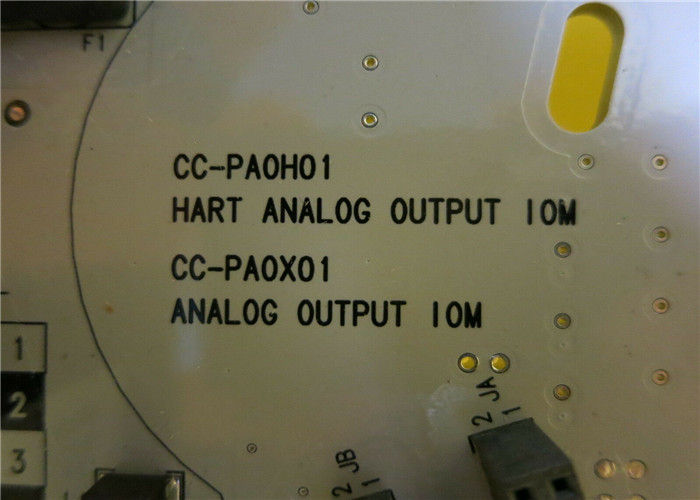 F1
CC-PAOH01
HART ANALOG OUTPUT IOM
CC-PAOX01
ANALOG OUTPUT IOM
1
2
3
2 JA 1
2 JB 1